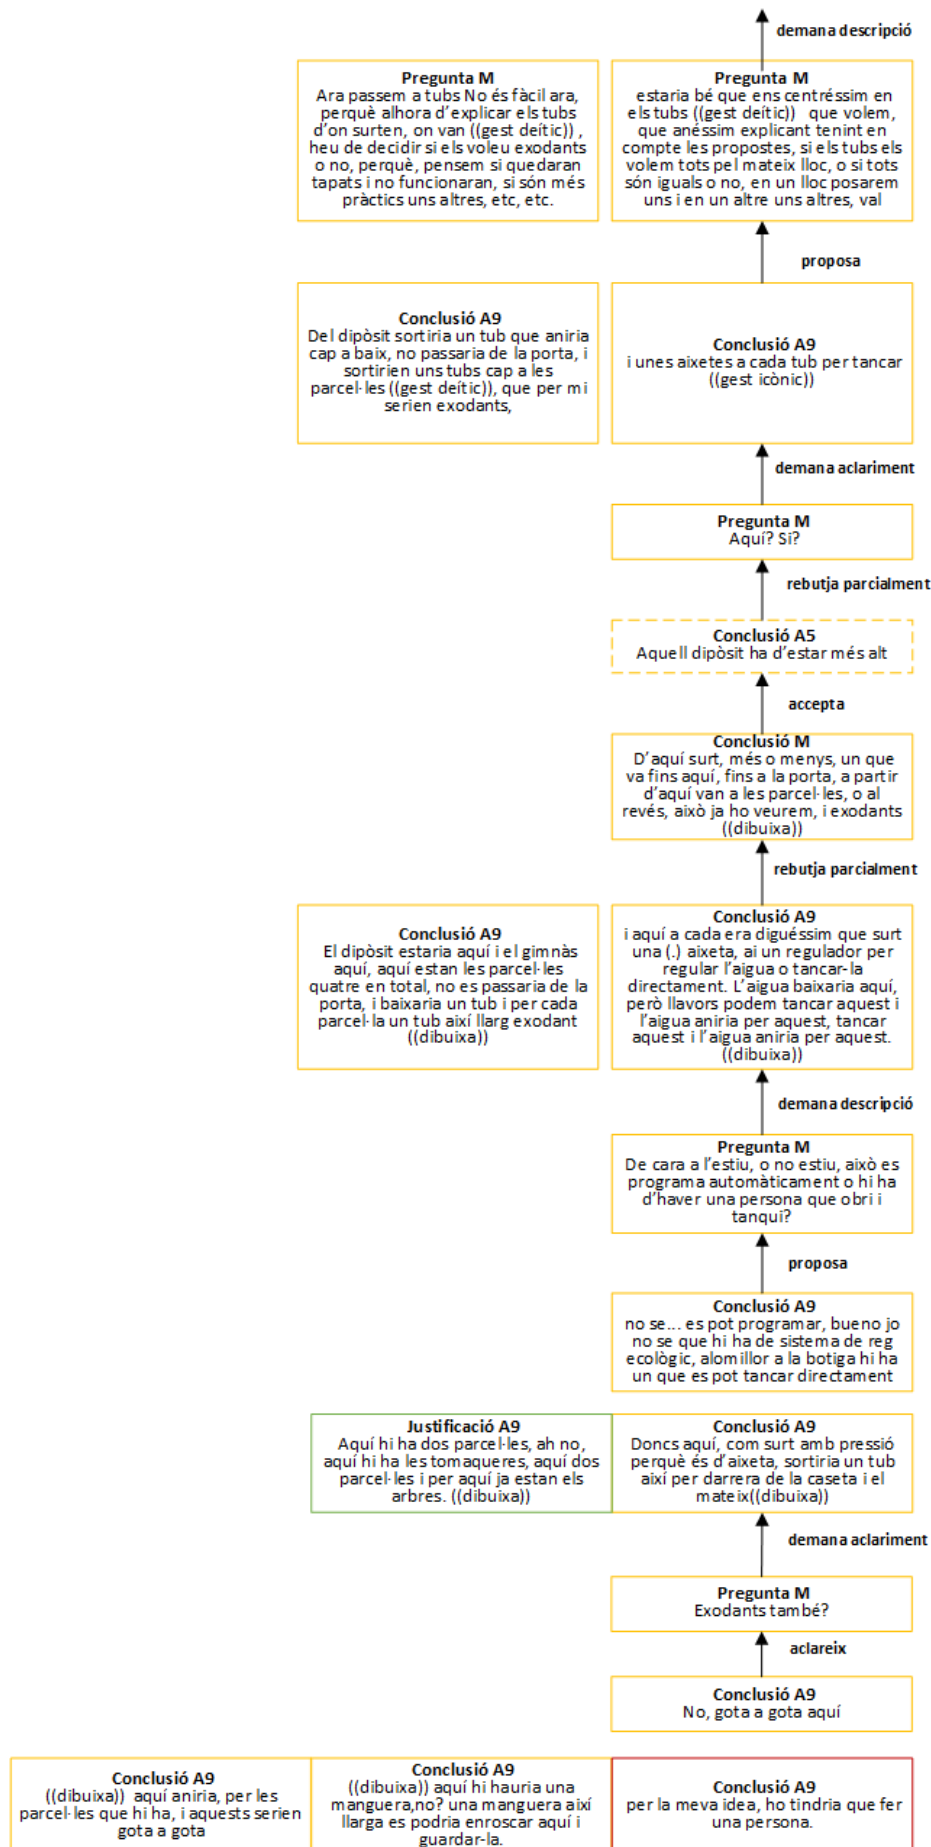 demana descripció
Pregunta M
Ara passem a tubs No és fàcil ara,
perquè alhora d'explicar els tubs
d'on surten, on van ((gest deític)) ,
heu de decidir si els voleu exodants
o no, perquè, pensem si quedaran
tapats i no funcionaran, si són més
pràctics uns altres, etc, etc.
Pregunta M
estaria bé que ens centréssim en
els tubs ((gest deític)) que volem,
que anéssim explicant tenint en
compte les propostes, si els tubs els
volem tots pel mateix lloc, o si tots
són iguals o no, en un lloc posarem
uns i en un altre uns altres, val
proposa
Conclusió A9
Del dipòsit sortiria un tub que aniria
cap a baix, no passaria de la porta, i
sortirien uns tubs cap a les
parcel·les ((gest deític)), que per mi
serien exodants,
Conclusió A9
i unes aixetes a cada tub per tancar
((gest icònic))
demana aclariment
Pregunta M
Aquí? Si?
rebutja parcialment
Conclusió A5
Aquell dipòsit ha d'estar més alt
accepta
Conclusió M
D'aquí surt, més o menys, un que
va fins aquí, fins a la porta, a partir
d'aquí van a les parcel·les, o al
revés, això ja ho veurem, i exodants
((dibuixa))
rebutja parcialment
Conclusió A9
El dipòsit estaria aquí i el gimnàs
aquí, aquí estan les parcel·les
quatre en total, no es passaria de la
porta, i baixaria un tub i per cada
parcel·la un tub així llarg exodant
((dibuixa))
Conclusió A9
i aquí a cada era diguéssim que surt
una (.) aixeta, ai un regulador per
regular l'aigua o tancar-la
directament. L'aigua baixaria aquí,
però llavors podem tancar aquest i
l'aigua aniria per aquest, tancar
aquest i l'aigua aniria per aquest.
((dibuixa))
demana descripció
Pregunta M
De cara a l'estiu, o no estiu, això es
programa automàticament o hi ha
d'haver una persona que obri i
tanqui?
proposa
Conclusió A9
no se... es pot programar, bueno jo
no se que hi ha de sistema de reg
ecològic, alomillor a la botiga hi ha
un que es pot tancar directament
Justificació A9
Aquí hi ha dos parcel·les, ah no,
aquí hi ha les tomaqueres, aquí dos
parcel·les i per aquí ja estan els
arbres. ((dibuixa))
Conclusió A9
Doncs aquí, com surt amb pressió
perquè és d'aixeta, sortiria un tub
així per darrera de la caseta i el
mateix((dibuixa))
demana aclariment
Pregunta M
Exodants també?
aclareix
Conclusió A9
No, gota a gota aquí
Conclusió A9
((dibuixa)) aquí aniria, per les
parcel·les que hi ha, i aquests serien
gota a gota
Conclusió A9
((dibuixa)) aquí hi hauria una
manguera,no? una manguera així
llarga es podria enroscar aquí i
guardar-la.
Conclusió A9
per la meva idea, ho tindria que fer
una persona.